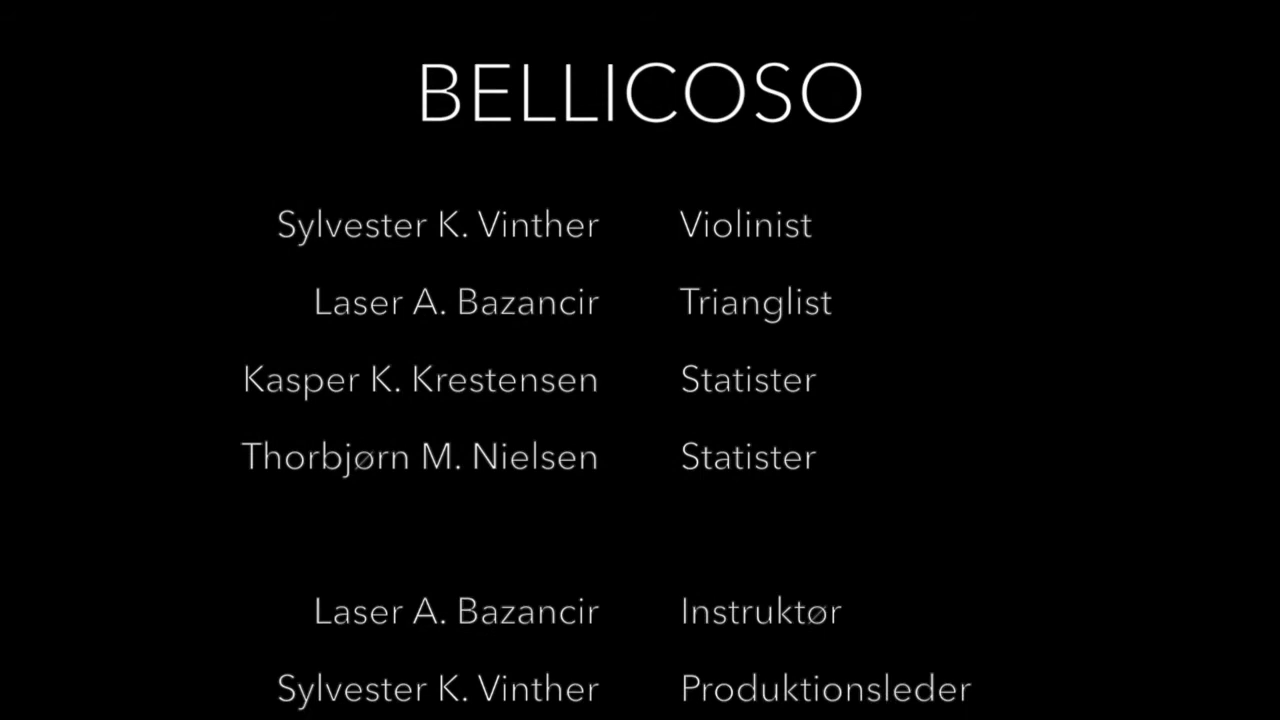 BELLICOSO
Sylvester K. Vinther Violinist
Laser A. Bazancir Trianglist
Kasper K. Krestensen Statister
Thorbjørn M. Nielsen Statister
Laser A. Bazancir Instruktør
Sylvester K. Vinther Produktionsleder